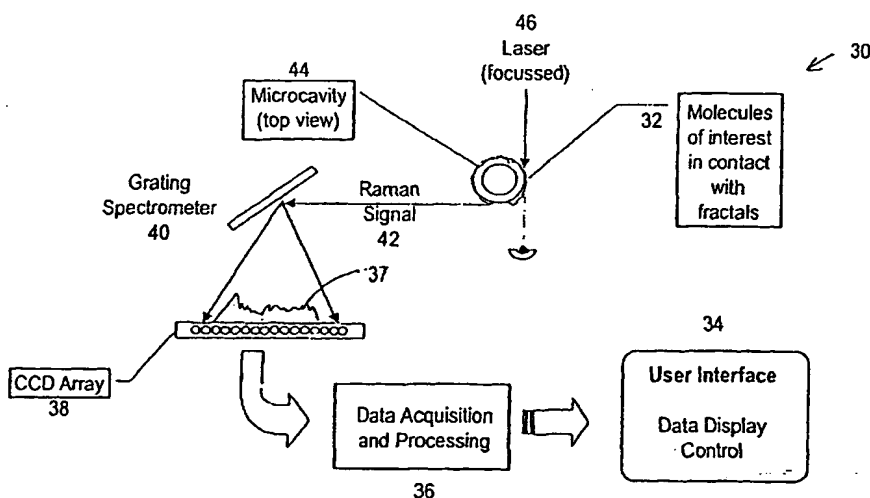 46
Laser
(focussed)
30
44
Microcavity
(top view)
32
Molecules
of interest
in contact
with
fractals
Grating
Spectrometer
40
Raman
Signal
42
37
CCD Array
38
Data Acquisition
and Processing
36
34
User Interface
Data Display
Control